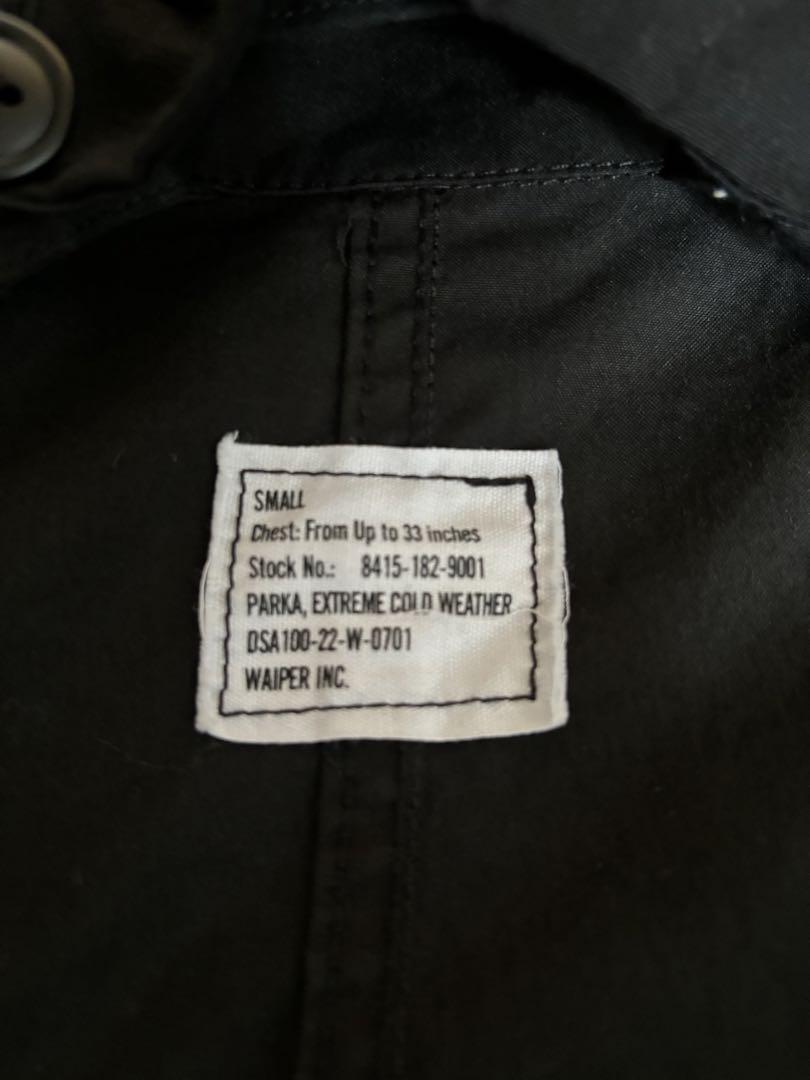 SMALL
Chest: From Up to 33 inches
Stock No.: 8415-182-9001
PARKA, EXTREME COLD WEATHER
DSA100-22-W-0701
WAIPER INC.